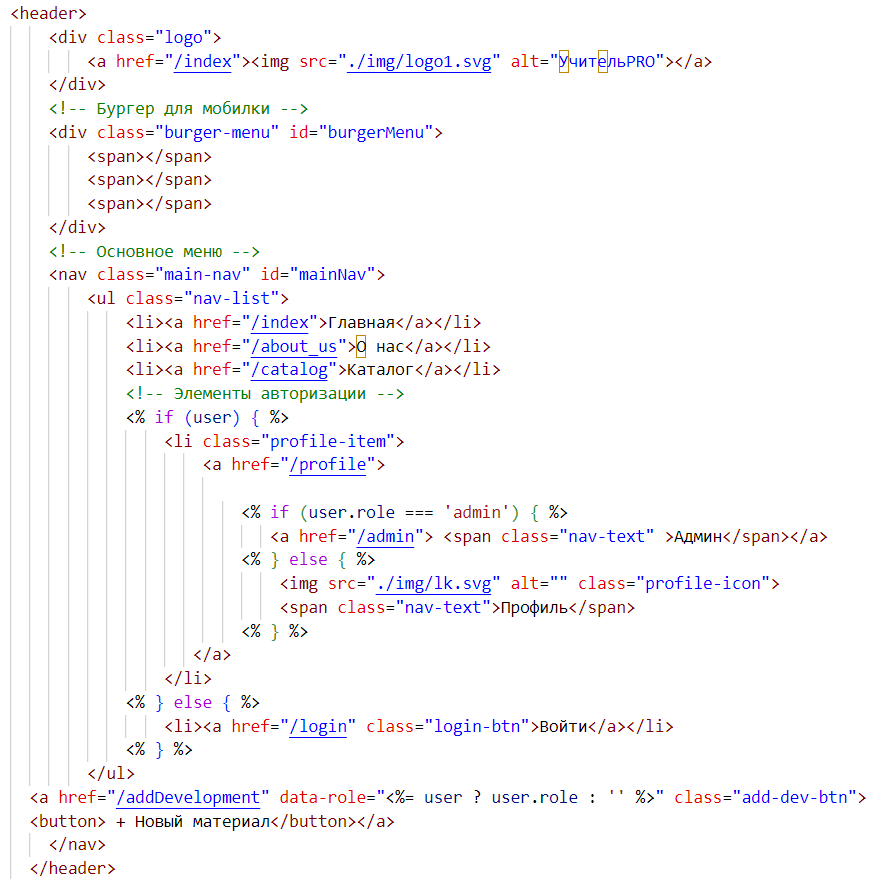 <header>
<div class="logo">
<a href="/index"><img src="./img/logo1.svg" alt="УчительPRO"></a>
</div>
<!-- Бургер для мобилки -->
<div class="burger-menu" id="burgerMenu">
<span></span>
<span></span>
<span></span>
</div>
<!-- Основное меню -->
<nav class="main-nav" id="mainNav">
<ul class="nav-list">
<li><a href="/index">Главная</a></li>
<li><a href="/about_us">О нас</a></li>
<li><a href="/catalog">Каталог</a></li>
<!-- Элементы авторизации -->
<% if (user) { %>
<li class="profile-item">
<a href="/profile">
<% if (user.role === 'admin') { %>
<a href="/admin"> <span class="nav-text" >Админ</span></a>
<% } else { %>
<img src="./img/lk.svg" alt="" class="profile-icon">
<span class="nav-text">Профиль</span>
<% } %>
</a>
</li>
<% } else { %>
<li><a href="/login" class="login-btn">Войти</a></li>
<% } %>
</ul>
<a href="/addDevelopment" data-role="<%= user ? user.role : '' %>" class="add-dev-btn">
<button> + Новый материал</button></a>
</nav>
</header>